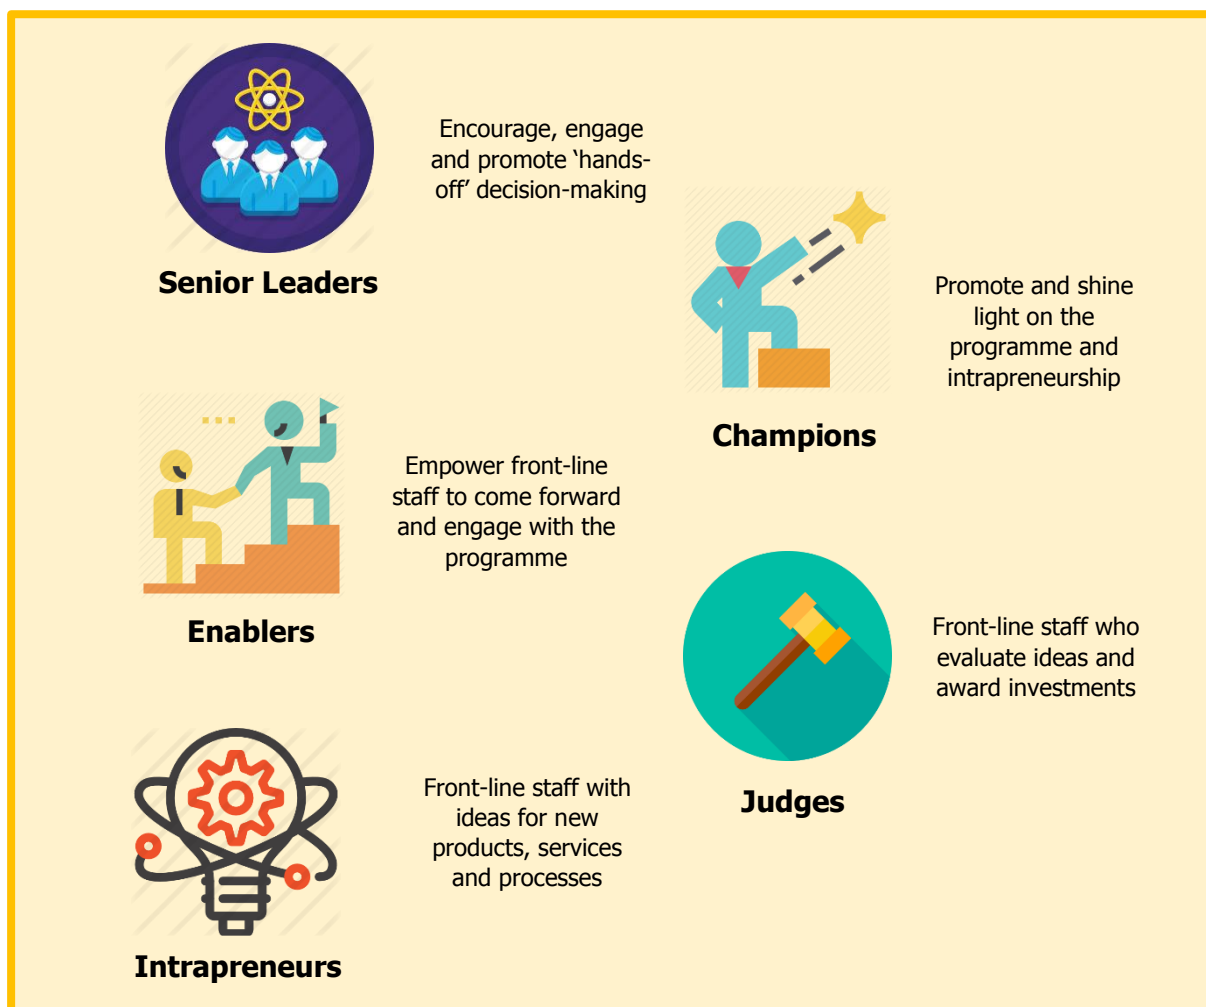 Encourage, engage
and promote ‘hands-
off’ decision-making
Senior Leaders
Promote and shine
light on the
programme and
intrapreneurship
Champions
Empower front-line
staff to come forward
and engage with the
programme
Enablers
Front-line staff who
evaluate ideas and
award investments
Judges
Front-line staff with
ideas for new
products, services
and processes
Intrapreneurs